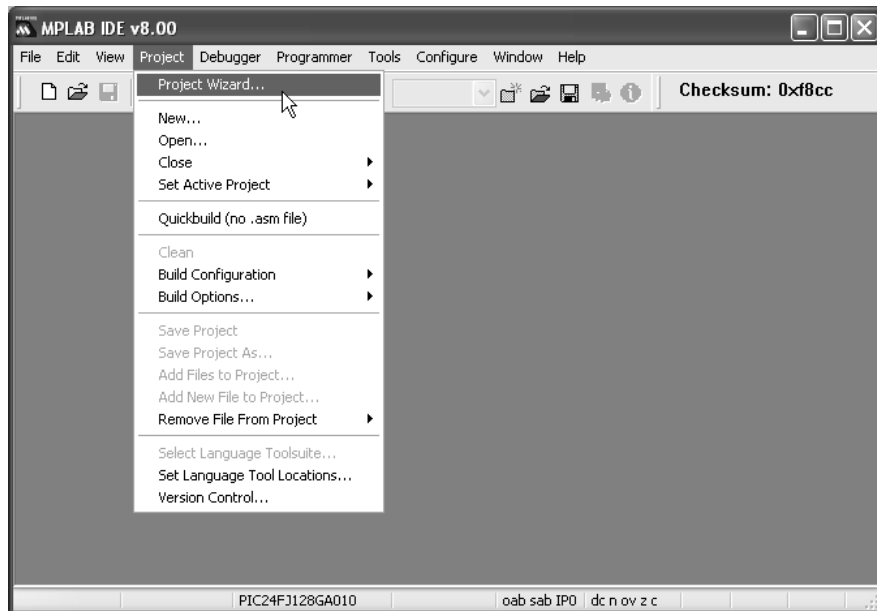 MPLAB IDE v8.00
File Edit View Project Debugger Programmer Tools Configure Window Help
Project Wizard...
Checksum: 0xf8cc
New...
Open...
Close
Set Active Project
Quickbuild (no .asm file)
Clean
Build Configuration
Build Options...
Save Project
Save Project As...
Add Files to Project...
Add New File to Project...
Remove File From Project
Select Language Toolsuite...
Set Language Tool Locations...
Version Control...
PIC24FJ128GA010 oab sab IP0 dc n ov z c